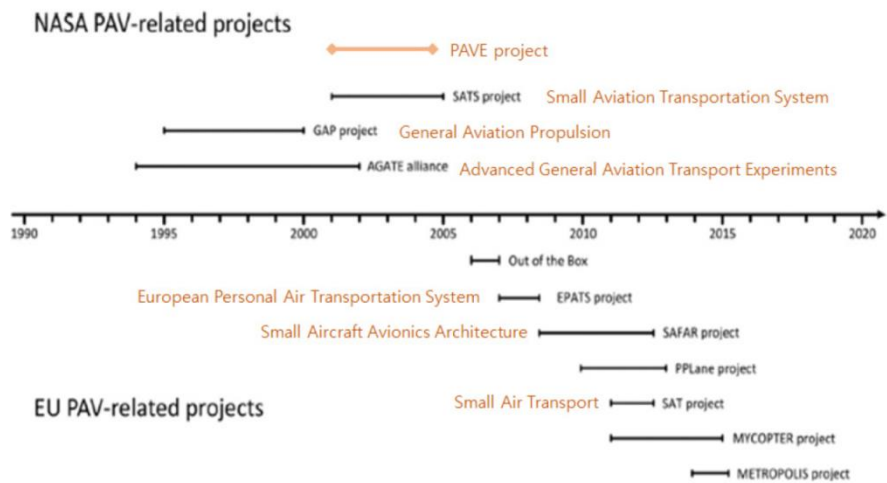 NASA PAV-related projects
PAVE project
SATS project Small Aviation Transportation System
GAP project General Aviation Propulsion
AGATE alliance Advanced General Aviation Transport Experiments
1990 1995 2000 2005 2010 2015 2020
Out of the Box
European Personal Air Transportation System EPATS project
Small Aircraft Avionics Architecture SAFAR project
PPLane project
EU PAV-related projects
Small Air Transport SAT project
MYCOPTER project
METROPOLIS project